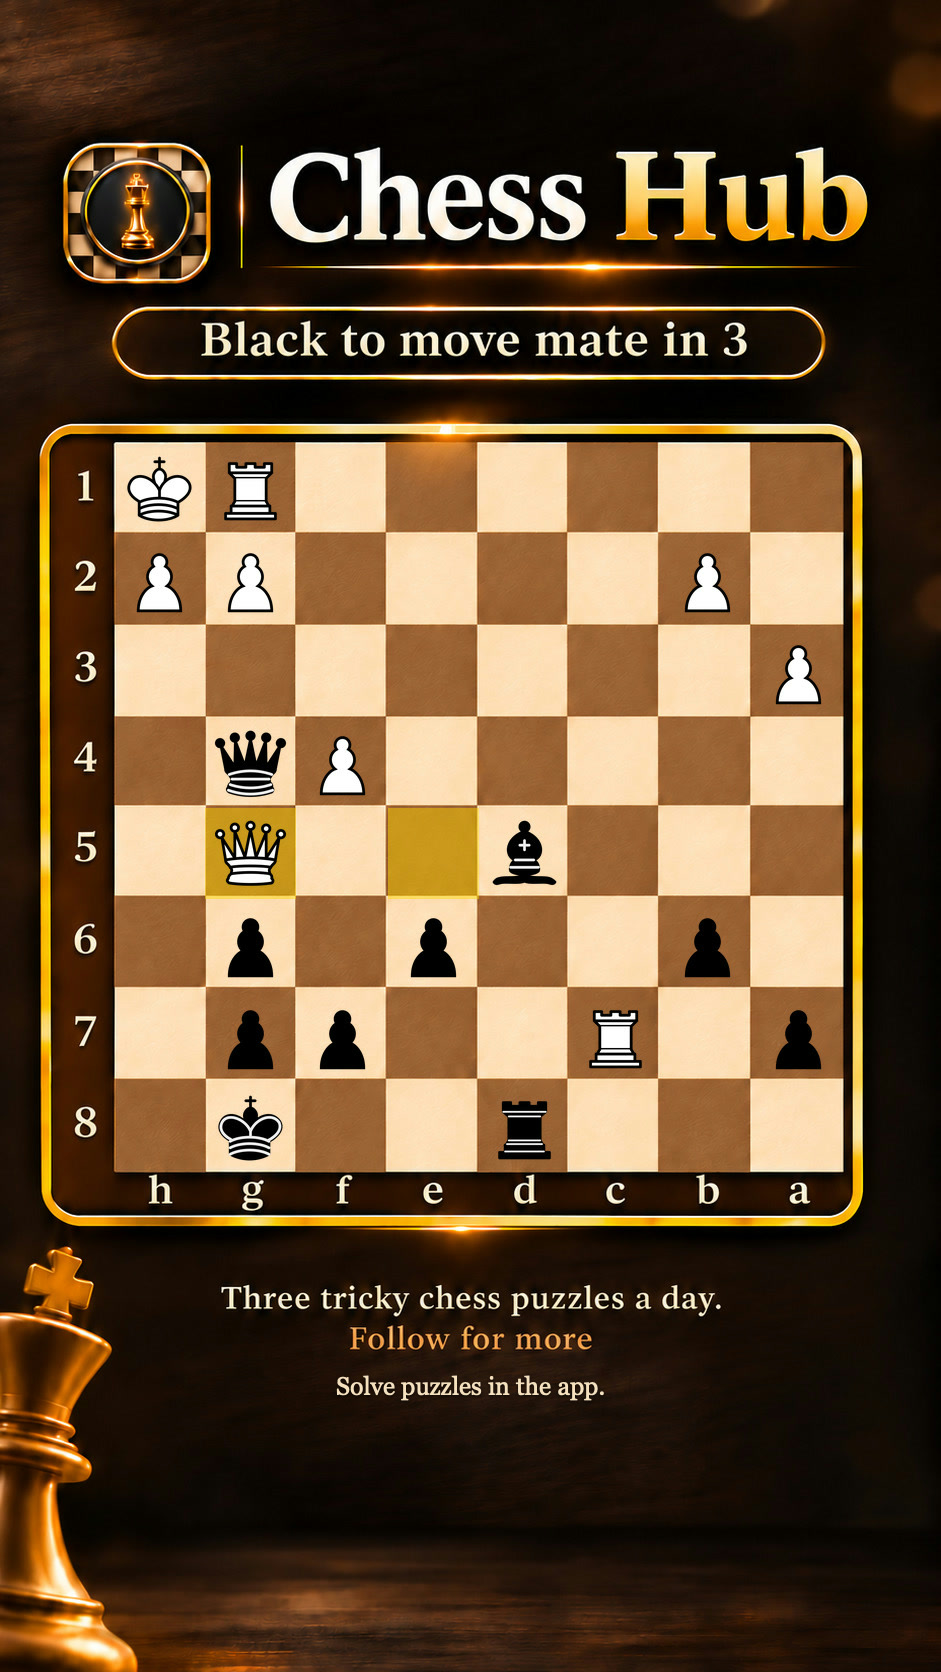 Chess Hub
Black to move mate in 3
1
2
3
4
5
6
7
8
h g f e d c b a
Three tricky chess puzzles a day.
Follow for more
Solve puzzles in the app.